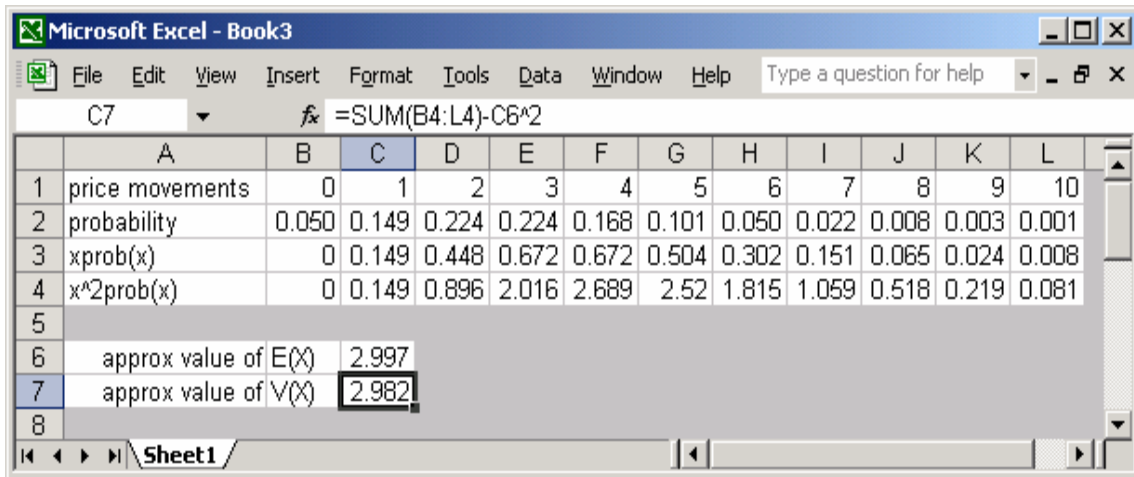 Microsoft Excel - Book3
File Edit View Insert Format Tools Data Window Help Type a question for help
C7 fx =SUM(B4:L4)-C6^2
A B C D E F G H I J K L
1 price movements 0 1 2 3 4 5 6 7 8 9 10
2 probability 0.050 0.149 0.224 0.224 0.168 0.101 0.050 0.022 0.008 0.003 0.001
3 xprob(x) 0 0.149 0.448 0.672 0.672 0.504 0.302 0.151 0.065 0.024 0.008
4 x^2prob(x) 0 0.149 0.896 2.016 2.689 2.52 1.815 1.059 0.518 0.219 0.081
5
6 approx value of E(X) 2.997
7 approx value of V(X) 2.982
8
Sheet1